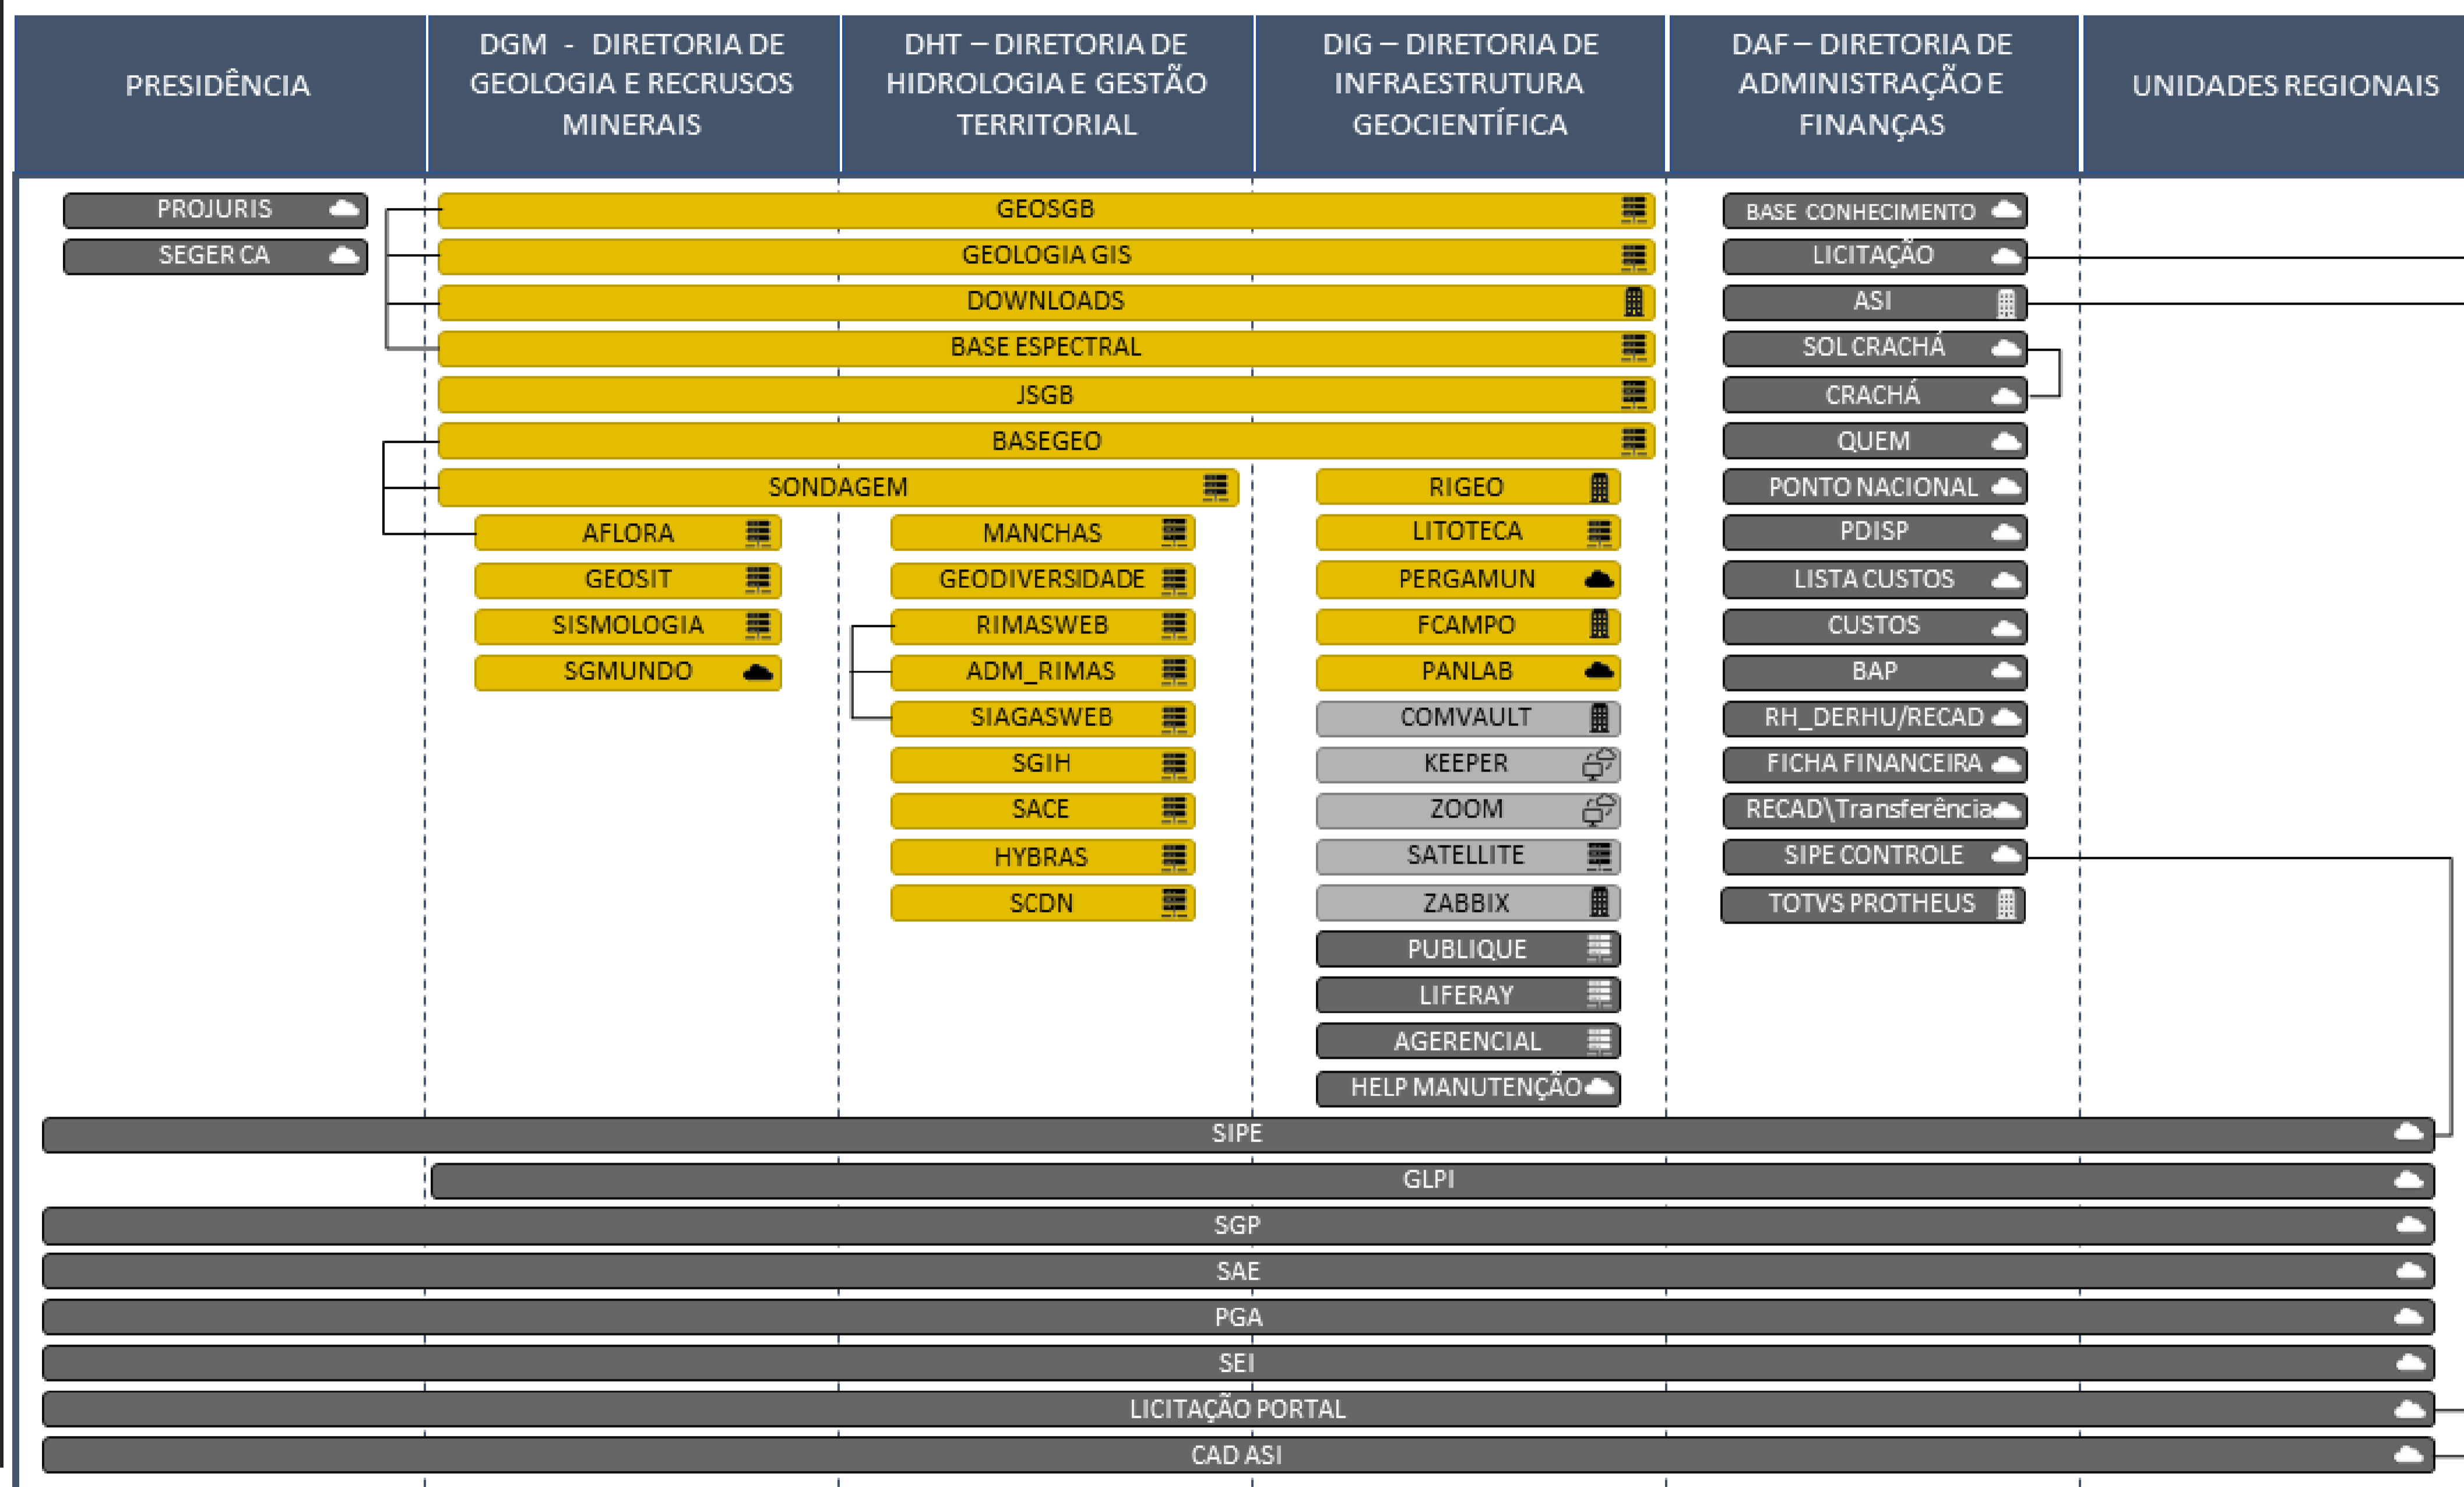 PRESIDÊNCIA
DGM - DIRETORIA DE
GEOLOGIA E RECRUSOS
MINERAIS
DHT – DIRETORIA DE
HIDROLOGIA E GESTÃO
TERRITORIAL
DIG – DIRETORIA DE
INFRAESTRUTURA
GEOCIENTÍFICA
DAF – DIRETORIA DE
ADMINISTRAÇÃO E
FINANÇAS
UNIDADES REGIONAIS
PROJURIS
SEGER CA
GEOSGB
GEOLOGIA GIS
DOWNLOADS
BASE ESPECTRAL
JSGB
BASEGEO
SONDAGEM
AFLORA
GEOSIT
SISMOLOGIA
SGMUNDO
MANCHAS
GEODIVERSIDADE
RIMASWEB
ADM_RIMAS
SIAGASWEB
SGIH
SACE
HYBRAS
SCDN
RIGEO
LITOTECA
PERGAMUN
FCAMPO
PANLAB
COMVAULT
KEEPER
ZOOM
SATELLITE
ZABBIX
PUBLIQUE
LIFERAY
AGERENCIAL
HELP MANUTENÇÃO
BASE CONHECIMENTO
LICITAÇÃO
ASI
SOL CRACHÁ
CRACHÁ
QUEM
PONTO NACIONAL
PDISP
LISTA CUSTOS
CUSTOS
BAP
RH_DERHU/RECAD
FICHA FINANCEIRA
RECAD\Transferência
SIPE CONTROLE
TOTVS PROTHEUS
SIPE
GLPI
SGP
SAE
PGA
SEI
LICITAÇÃO PORTAL
CAD ASI